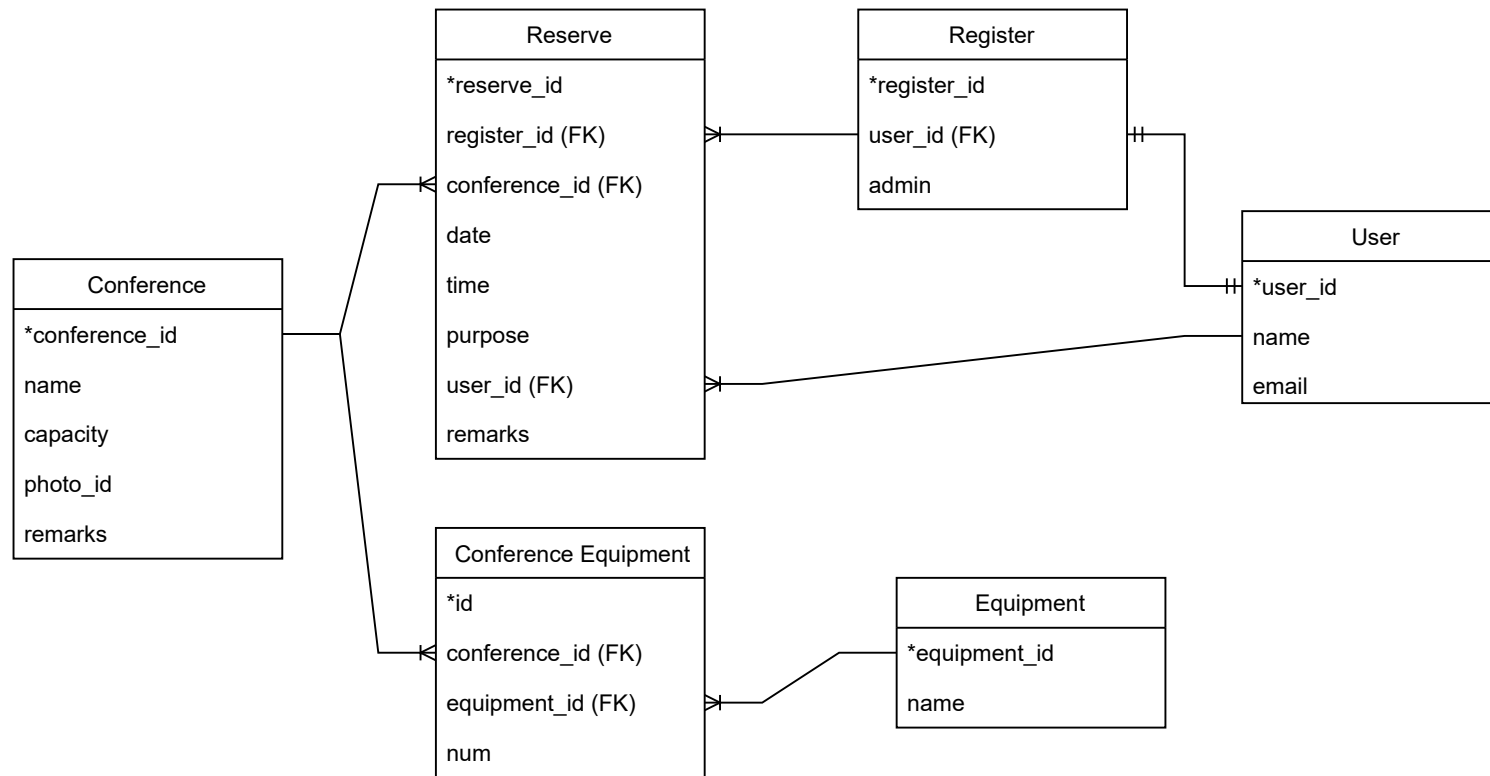 Reserve
*reserve_id
register_id (FK)
conference_id (FK)
date
time
purpose
user_id (FK)
remarks
Register
*register_id
user_id (FK)
admin
User
*user_id
name
email
Conference
*conference_id
name
capacity
photo_id
remarks
Conference Equipment
*id
conference_id (FK)
equipment_id (FK)
num
Equipment
*equipment_id
name